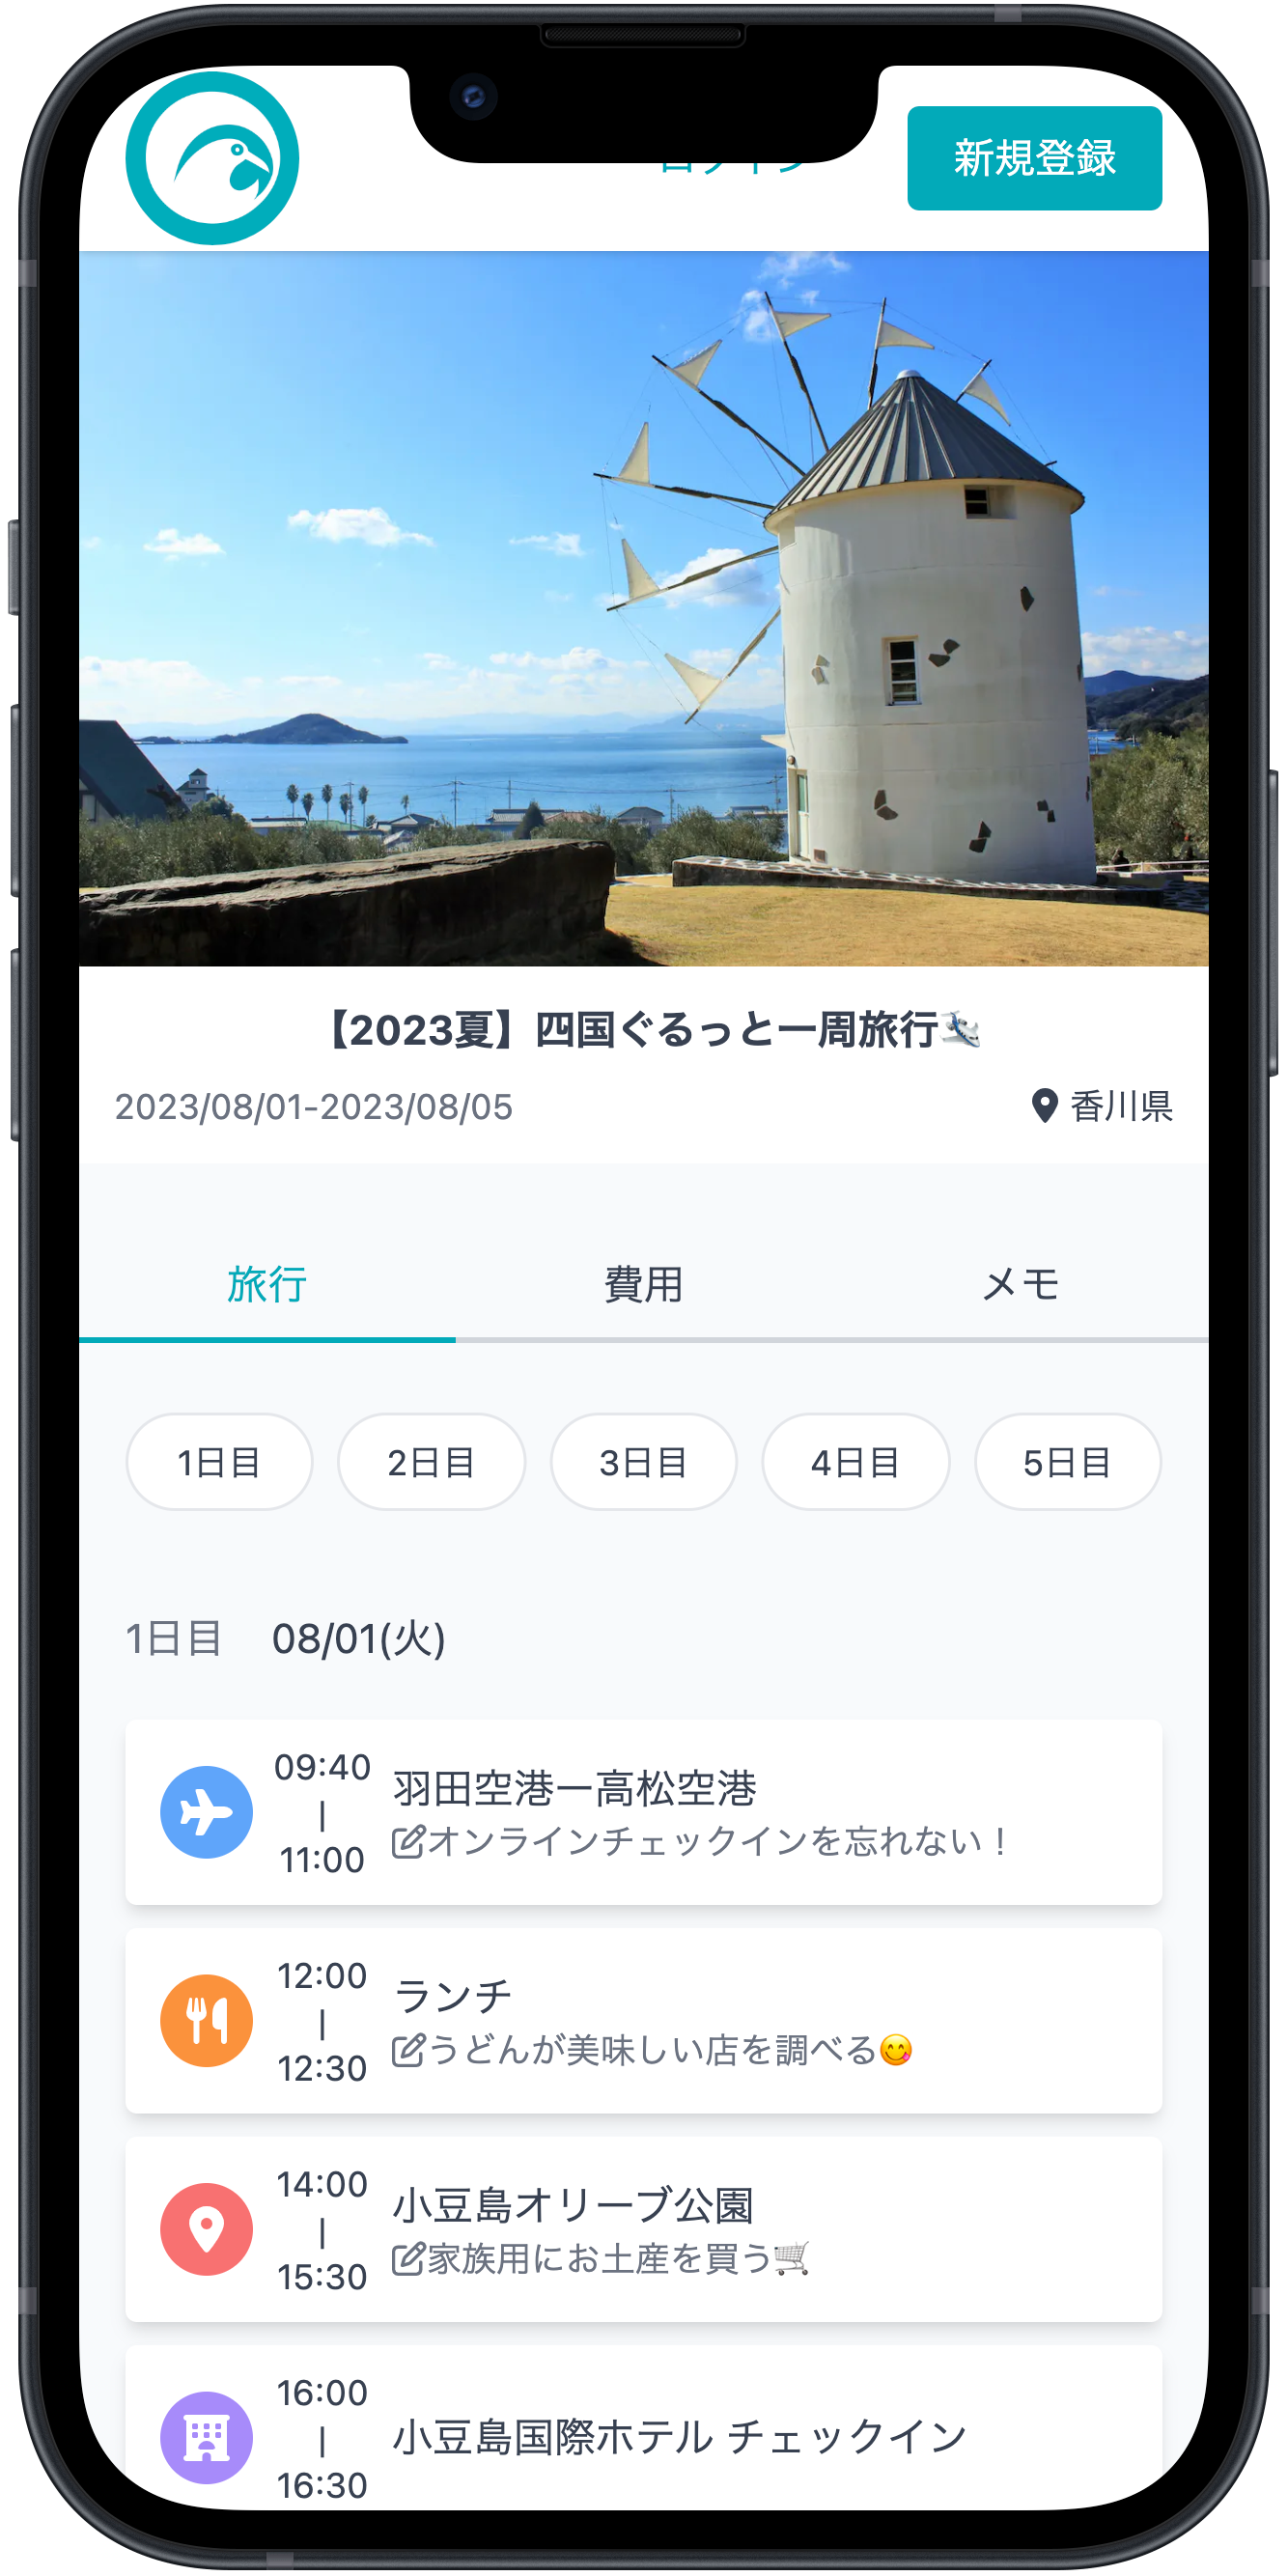 新規登録
【2023夏】四国ぐるっと一周旅行🛩️
2023/08/01-2023/08/05
香川県
旅行
費用
メモ
1日目
2日目
3日目
4日目
5日目
1日目 08/01(火)
09:40
|
11:00
羽田空港ー高松空港
オンラインチェックインを忘れない！
12:00
|
12:30
ランチ
うどんが美味しい店を調べる😋
14:00
|
15:30
小豆島オリーブ公園
家族用にお土産を買う🛒
16:00
|
16:30
小豆島国際ホテル チェックイン